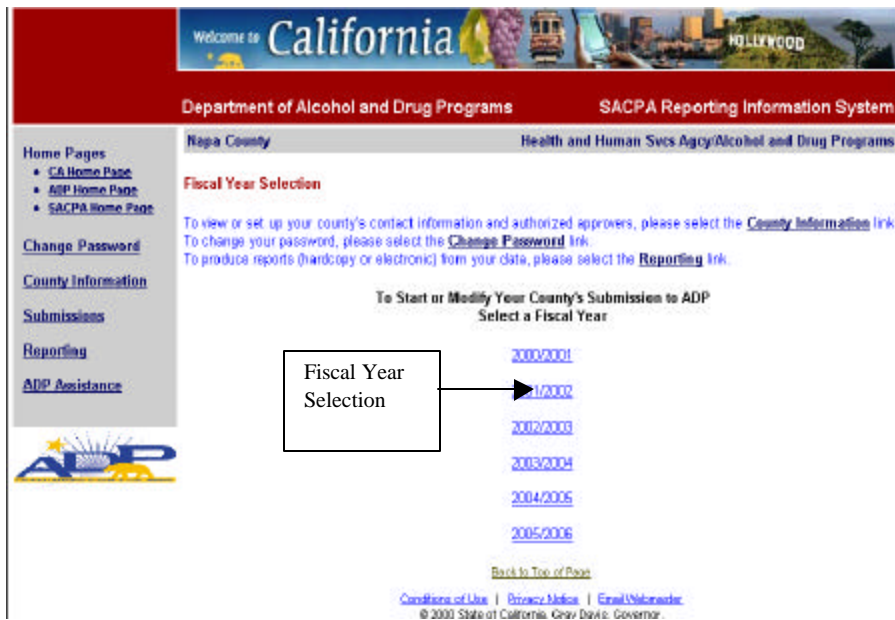 WELCOME to California
HOLLYWOOD
Department of Alcohol and Drug Programs SACPA Reporting Information System
Napa County Health and Human Svcs Agcy/Alcohol and Drug Programs
Home Pages
• CA Home Page
• ADP Home Page
• SACPA Home Page
Change Password
County Information
Submissions
Reporting
ADP Assistance
ADP
Fiscal Year Selection
To view or set up your county's contact information and authorized approvers, please select the County Information link
To change your password, please select the Change Password link.
To produce reports (hardcopy or electronic) from your data, please select the Reporting link.
To Start or Modify Your County's Submission to ADP
Select a Fiscal Year
2000/2001
Fiscal Year
Selection
1/2002
2002/2003
2003/2004
2004/2005
2005/2006
Back to Top of Page
Conditions of Use | Privacy Notice | Email Webmaster
© 2000 State of California. Gray Davis, Governor.